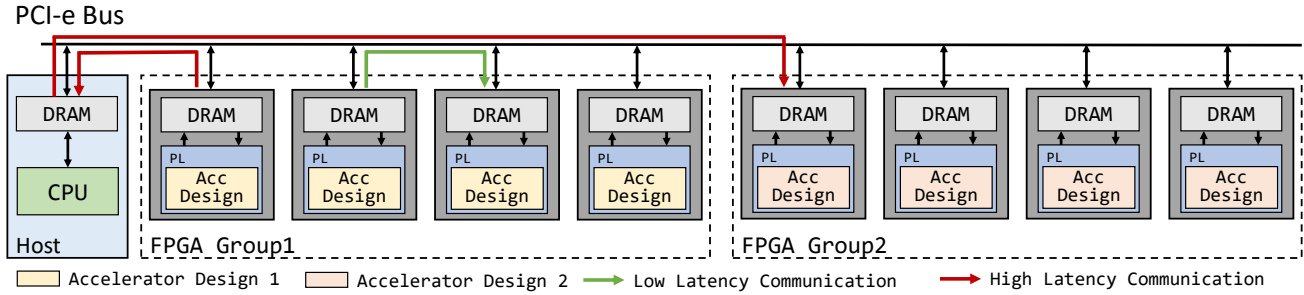 PCI-e Bus
DRAM
CPU
Host
DRAM
PL
Acc
Design
DRAM
PL
Acc
Design
DRAM
PL
Acc
Design
DRAM
PL
Acc
Design
FPGA Group1
DRAM
PL
Acc
Design
DRAM
PL
Acc
Design
DRAM
PL
Acc
Design
DRAM
PL
Acc
Design
FPGA Group2
Accelerator Design 1
Accelerator Design 2
Low Latency Communication
High Latency Communication